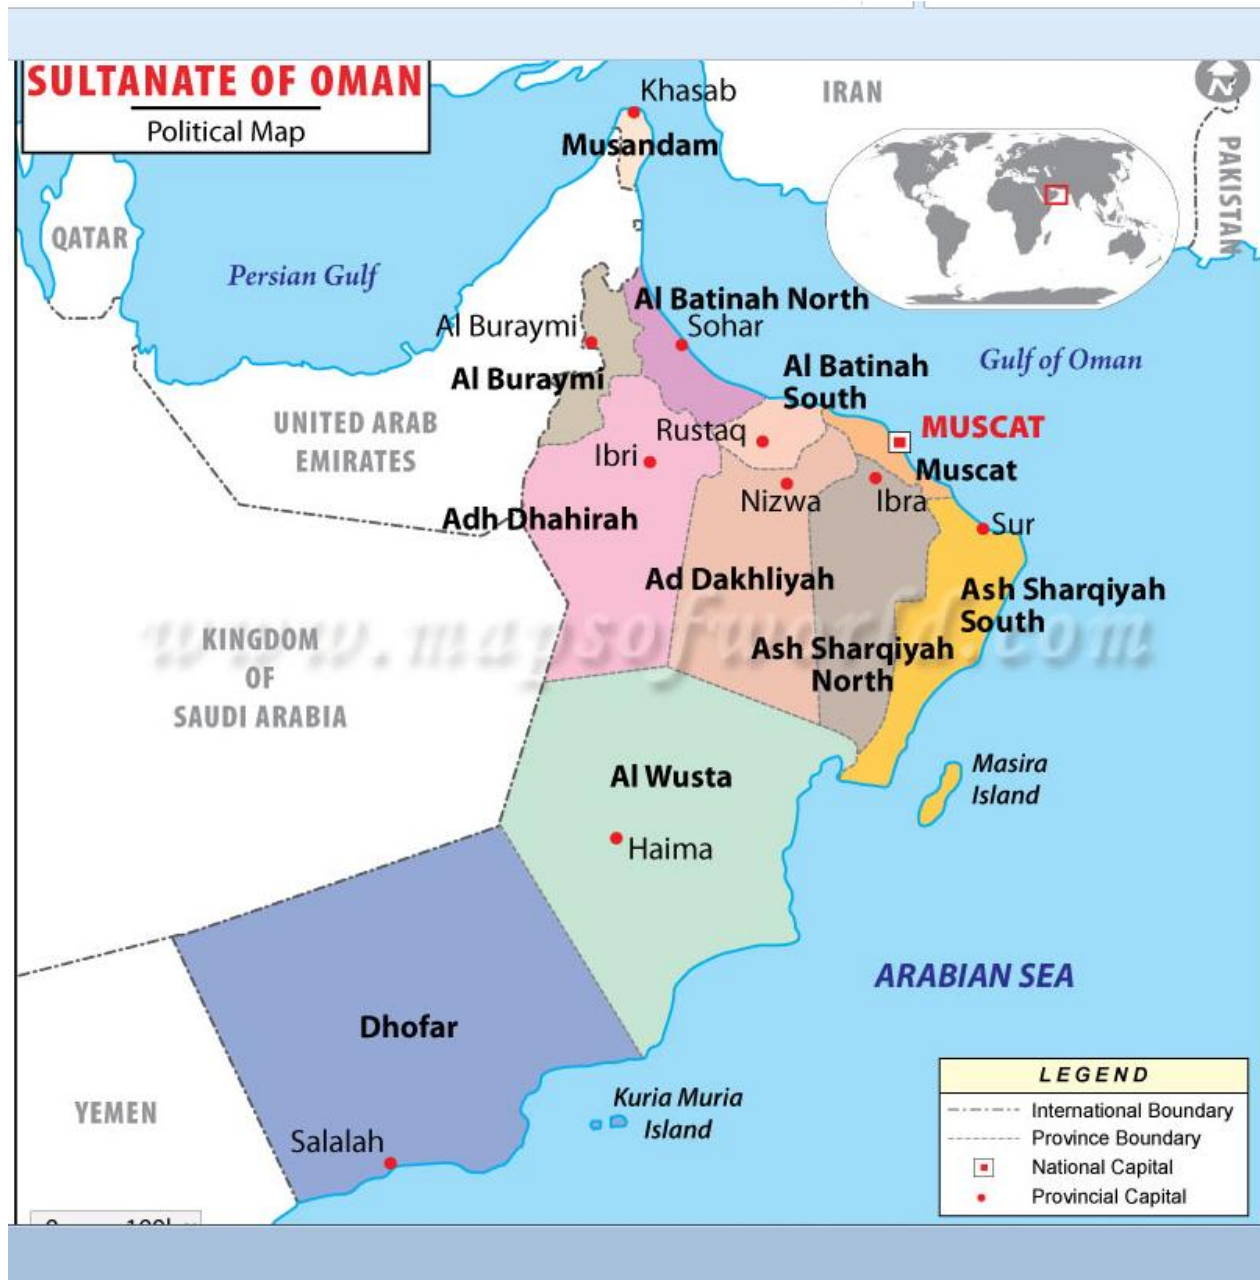 SULTANATE OF OMAN
Political Map
Khasab
Musandam
IRAN
N
PAKISTAN
QATAR
Persian Gulf
Al Batinah North
Al Buraymi
Sohar
Gulf of Oman
Al Buraymi
Al Batinah
South
UNITED ARAB
EMIRATES
Rustaq
MUSCAT
Ibri
Muscat
Nizwa
Ibra
Adh Dhahirah
Sur
Ad Dakhliyah
Ash Sharqiyah
South
www.mapsofworld.com
KINGDOM
OF
SAUDI ARABIA
Ash Sharqiyah
North
Al Wusta
Masira
Island
Haima
ARABIAN SEA
Dhofar
LEGEND
International Boundary
Province Boundary
National Capital
Provincial Capital
YEMEN
Kuria Muria
Island
Salalah